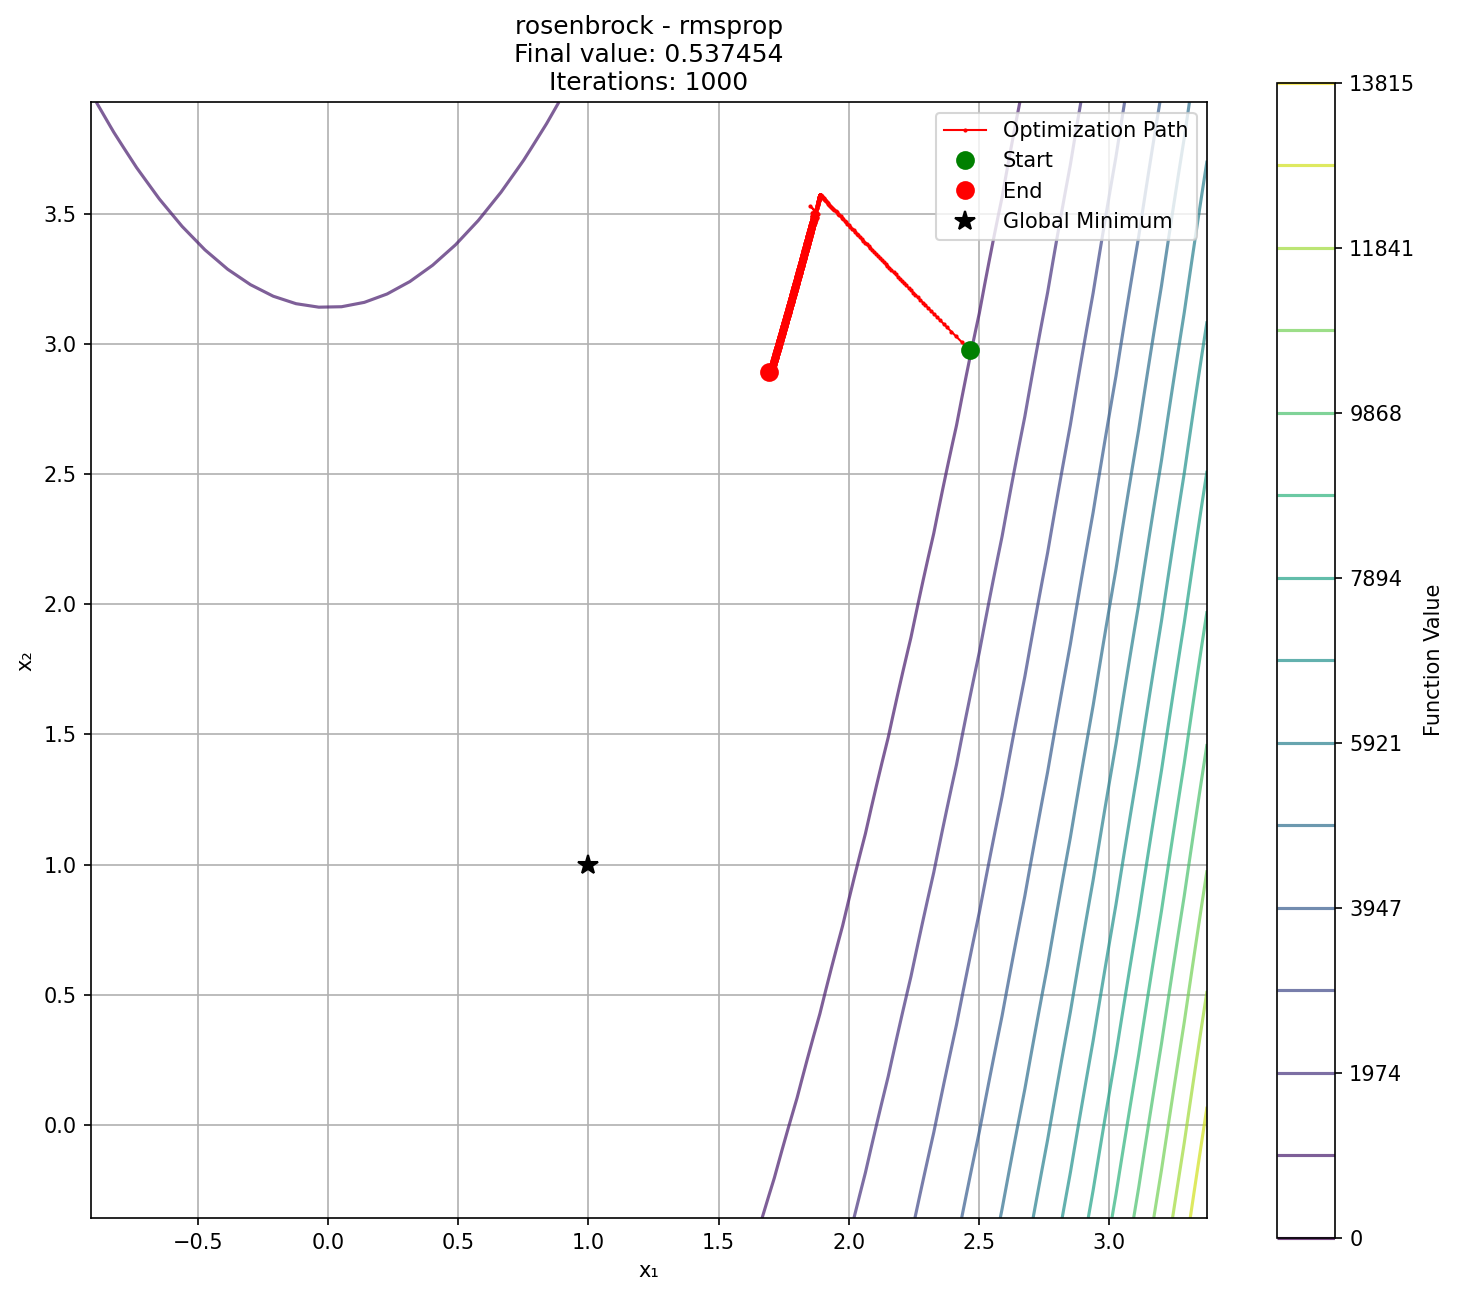 rosenbrock - rmsprop
Final value: 0.537454
Iterations: 1000
Optimization Path
Start
End
Global Minimum
3.5
3.0
2.5
2.0
1.5
1.0
0.5
0.0
x₂
−0.5
0.0
0.5
1.0
1.5
2.0
2.5
3.0
x₁
13815
11841
9868
7894
5921
3947
1974
0
Function Value